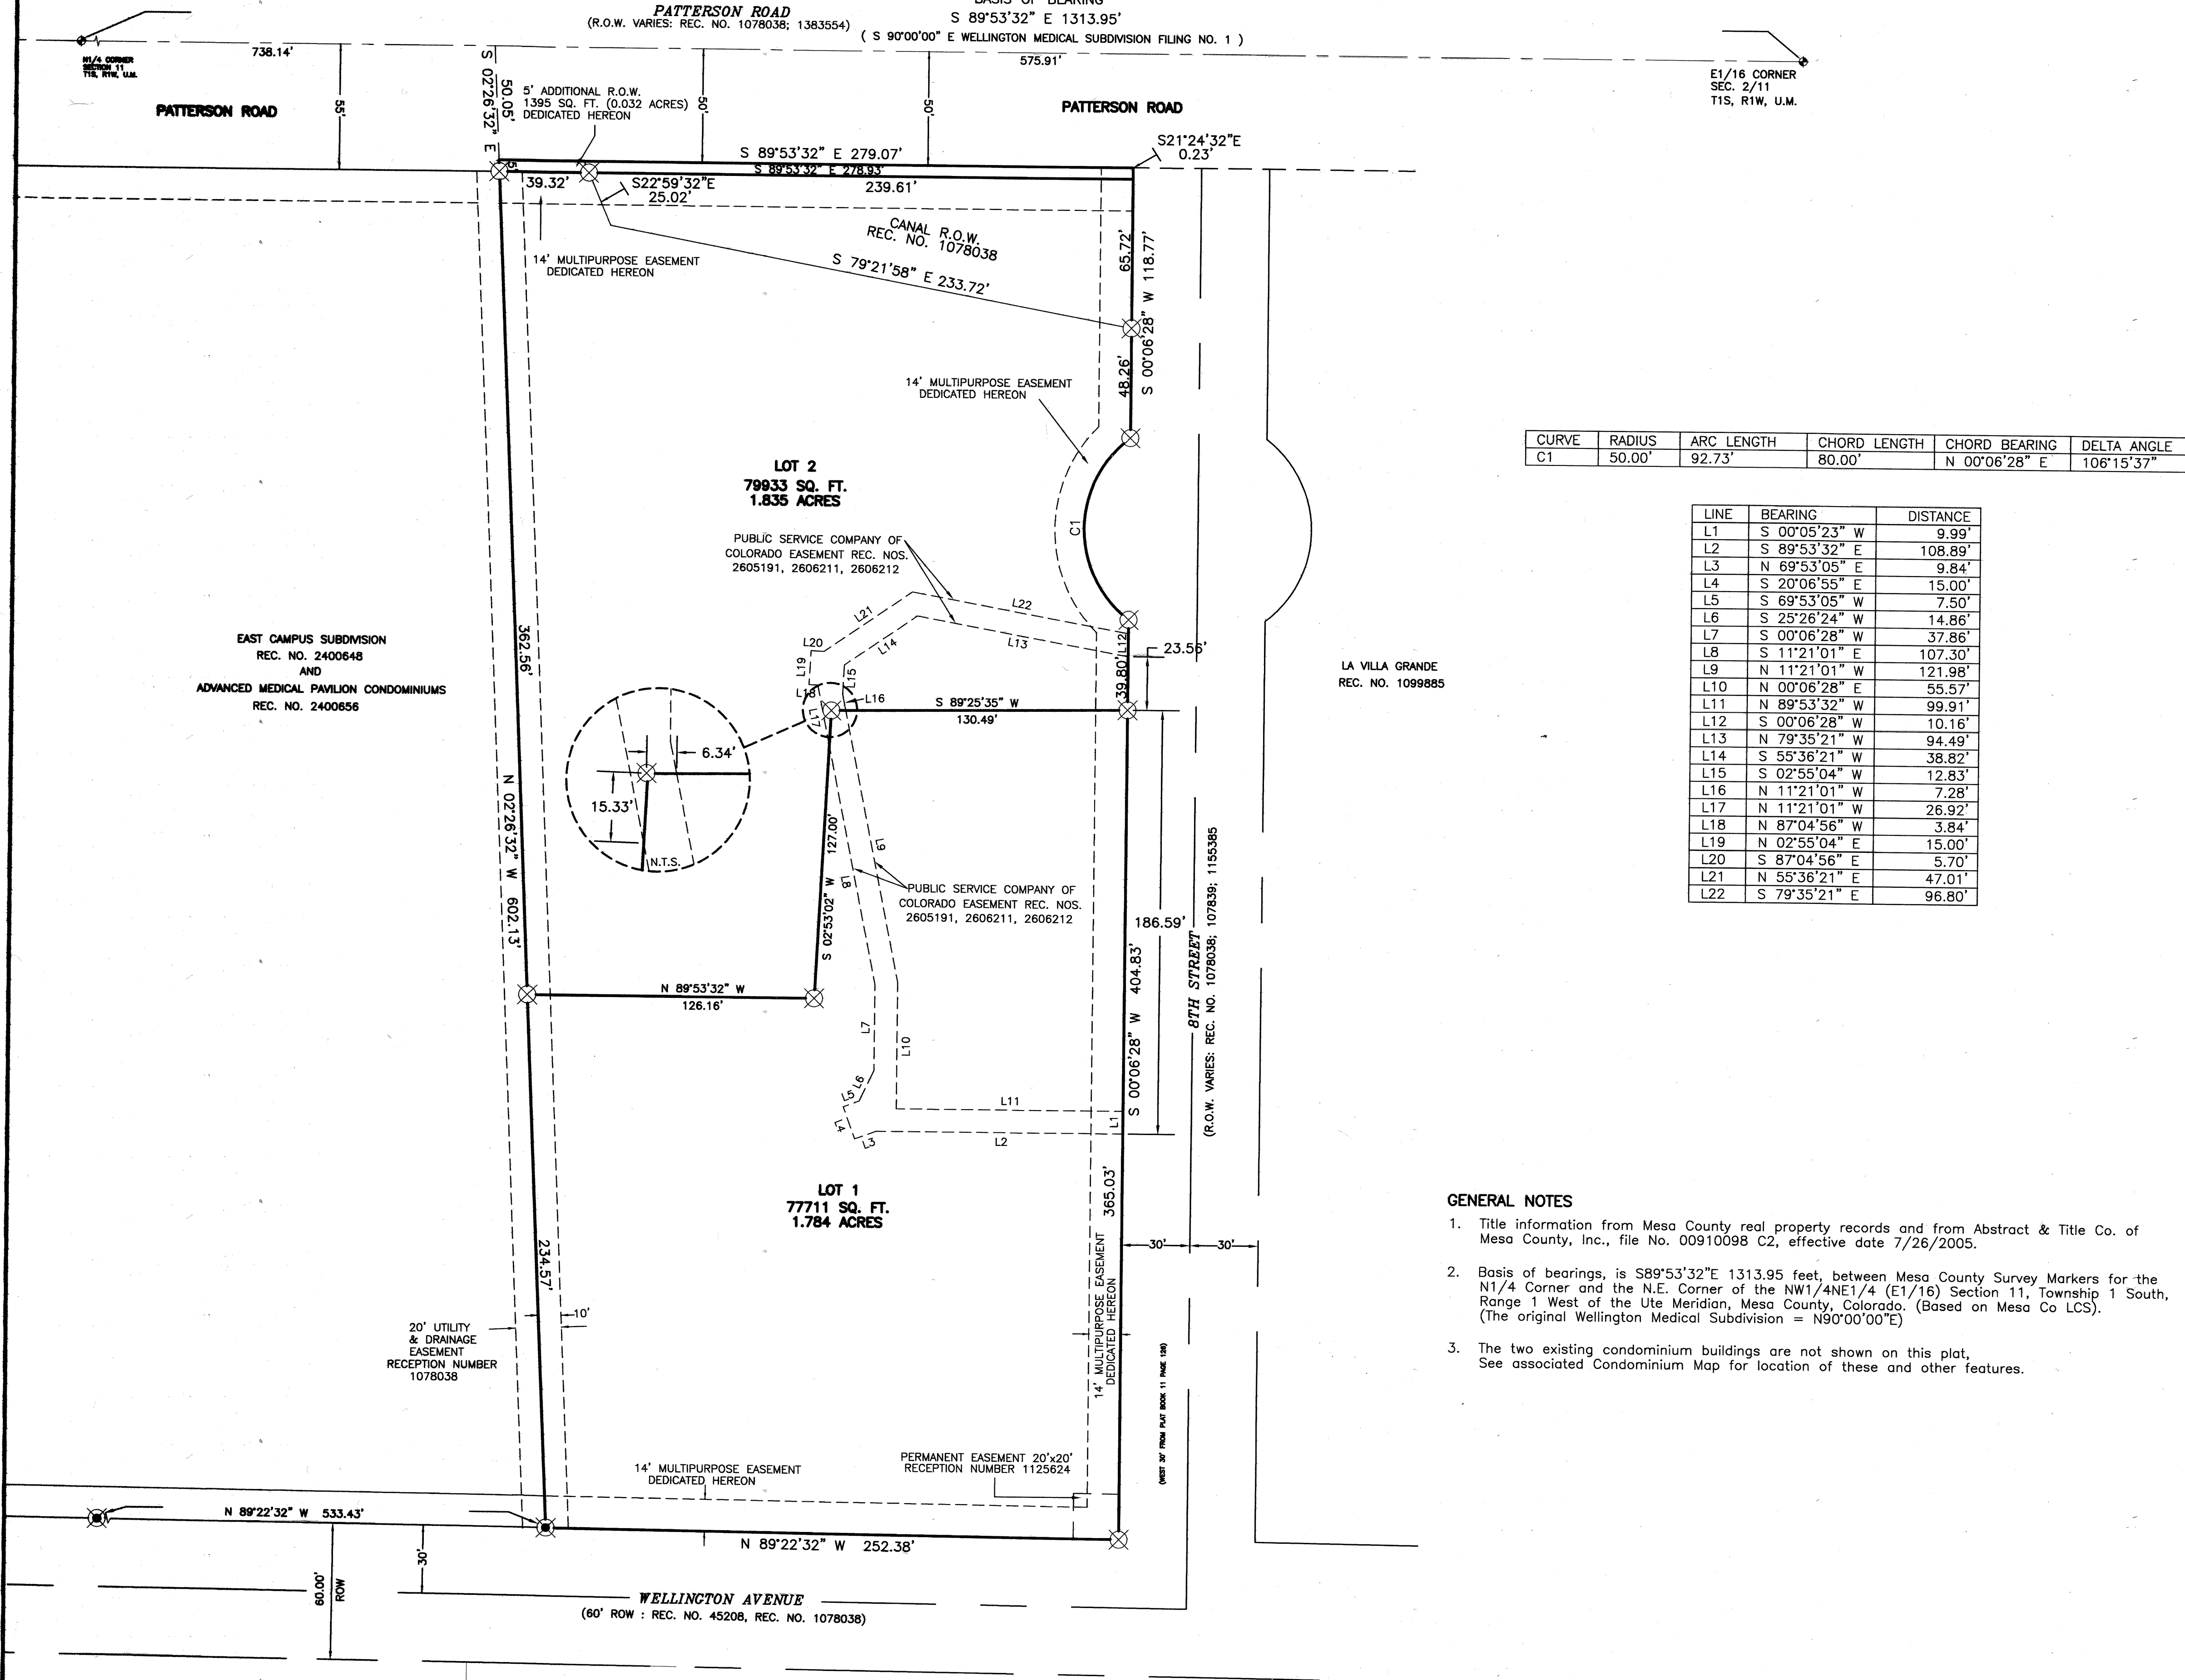 BASIS OF BEARING
S 89°53'32" E 1313.95'
( S 90°00'00" E WELLINGTON MEDICAL SUBDIVISION FILING NO. 1 )
PATTERSON ROAD
(R.O.W. VARIES: REC. NO. 1078038; 1383554)
738.14'
575.91'
N1/4 CORNER
SECTION 11
T1S, R1W, U.M.
E1/16 CORNER
SEC. 2/11
T1S, R1W, U.M.
PATTERSON ROAD
55'
S 02°26'32" E
50.05'
5' ADDITIONAL R.O.W.
1395 SQ. FT. (0.032 ACRES)
DEDICATED HEREON
50'
50'
PATTERSON ROAD
S21°24'32"E
0.23'
S 89°53'32" E 279.07'
S 89°53'32" E 278.93'
5'
39.32'
S22°59'32"E
25.02'
239.61'
CANAL R.O.W.
REC. NO. 1078038
S 79°21'58" E 233.72'
14' MULTIPURPOSE EASEMENT
DEDICATED HEREON
65.72'
S 00°06'28" W 118.77'
48.26'
14' MULTIPURPOSE EASEMENT
DEDICATED HEREON
C1
LOT 2
79933 SQ. FT.
1.835 ACRES
PUBLIC SERVICE COMPANY OF
COLORADO EASEMENT REC. NOS.
2605191, 2606211, 2606212
L22
L21
L20
L19
L18
L17
L16
L15
L14
L13
L12
23.56'
39.80'
S 89°25'35" W
130.49'
362.56'
N 02°26'32" W 602.13'
EAST CAMPUS SUBDIVISION
REC. NO. 2400648
AND
ADVANCED MEDICAL PAVILION CONDOMINIUMS
REC. NO. 2400656
LA VILLA GRANDE
REC. NO. 1099885
6.34'
15.33'
N.T.S.
127.00'
S 02°53'02" W
L9
L8
PUBLIC SERVICE COMPANY OF
COLORADO EASEMENT REC. NOS.
2605191, 2606211, 2606212
186.59'
S 00°06'28" W 404.83'
8TH STREET
(R.O.W. VARIES: REC. NO. 1078038; 107839; 1155385
N 89°53'32" W
126.16'
L7
L10
L6
L5
L4
L3
L11
L2
L1
LOT 1
77711 SQ. FT.
1.784 ACRES
365.03'
30'
30'
234.57'
10'
20' UTILITY
& DRAINAGE
EASEMENT
RECEPTION NUMBER
1078038
14' MULTIPURPOSE EASEMENT
DEDICATED HEREON
(WEST 30' FROM PLAT BOOK 11 PAGE 128)
14' MULTIPURPOSE EASEMENT
DEDICATED HEREON
PERMANENT EASEMENT 20'x20'
RECEPTION NUMBER 1125624
N 89°22'32" W 533.43'
N 89°22'32" W 252.38'
30'
60.00'
ROW
WELLINGTON AVENUE
(60' ROW : REC. NO. 45208, REC. NO. 1078038)
CURVE RADIUS ARC LENGTH CHORD LENGTH CHORD BEARING DELTA ANGLE
C1 50.00' 92.73' 80.00' N 00°06'28" E 106°15'37"
LINE BEARING DISTANCE
L1 S 00°05'23" W 9.99'
L2 S 89°53'32" E 108.89'
L3 N 69°53'05" E 9.84'
L4 S 20°06'55" E 15.00'
L5 S 69°53'05" W 7.50'
L6 S 25°26'24" W 14.86'
L7 S 00°06'28" W 37.86'
L8 S 11°21'01" E 107.30'
L9 N 11°21'01" W 121.98'
L10 N 00°06'28" E 55.57'
L11 N 89°53'32" W 99.91'
L12 S 00°06'28" W 10.16'
L13 N 79°35'21" W 94.49'
L14 S 55°36'21" W 38.82'
L15 S 02°55'04" W 12.83'
L16 N 11°21'01" W 7.28'
L17 N 11°21'01" W 26.92'
L18 N 87°04'56" W 3.84'
L19 N 02°55'04" E 15.00'
L20 S 87°04'56" E 5.70'
L21 N 55°36'21" E 47.01'
L22 S 79°35'21" E 96.80'
GENERAL NOTES
1. Title information from Mesa County real property records and from Abstract & Title Co. of
Mesa County, Inc., file No. 00910098 C2, effective date 7/26/2005.
2. Basis of bearings, is S89°53'32"E 1313.95 feet, between Mesa County Survey Markers for the
N1/4 Corner and the N.E. Corner of the NW1/4NE1/4 (E1/16) Section 11, Township 1 South,
Range 1 West of the Ute Meridian, Mesa County, Colorado. (Based on Mesa Co LCS).
(The original Wellington Medical Subdivision = N90°00'00"E)
3. The two existing condominium buildings are not shown on this plat,
See associated Condominium Map for location of these and other features.